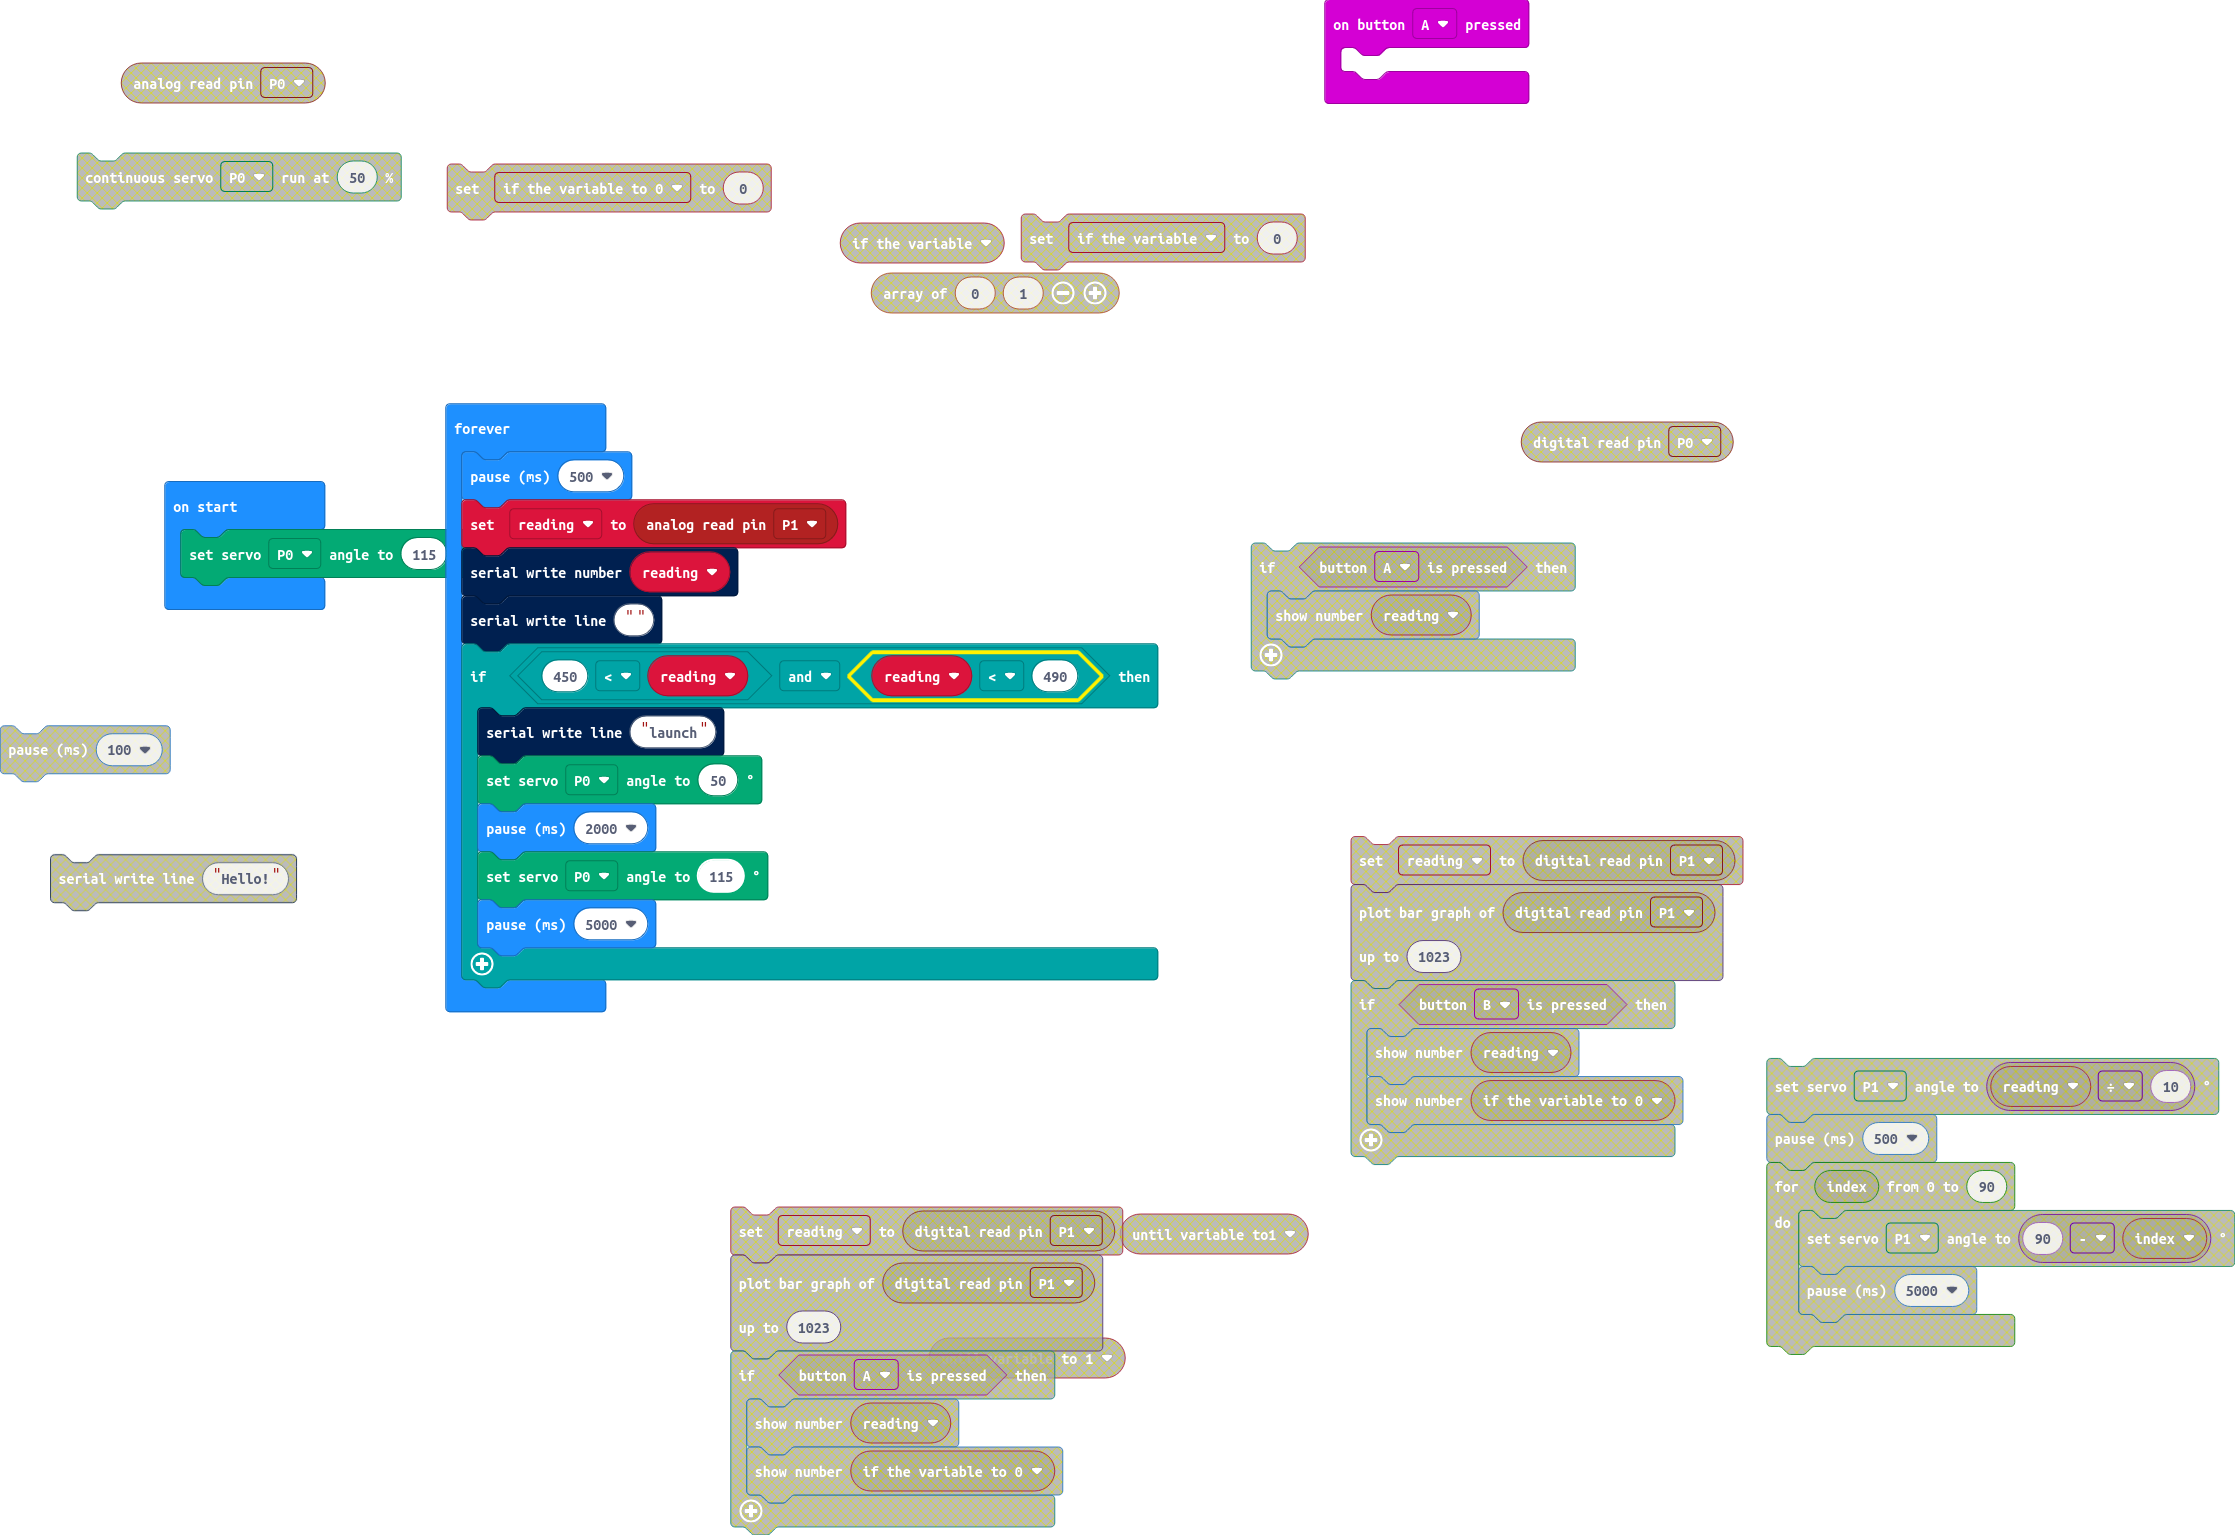 on button A pressed
analog read pin P0
continuous servo P0 run at 50 %
set if the variable to 0 to 0
if the variable
set if the variable to 0
array of 0 1
on start
set servo P0 angle to 115
forever
pause (ms) 500
set reading to analog read pin P1
serial write number reading
serial write line " "
if 450 < reading and reading < 490 then
serial write line "launch"
set servo P0 angle to 50 °
pause (ms) 2000
set servo P0 angle to 115 °
pause (ms) 5000
digital read pin P0
if button A is pressed then
show number reading
pause (ms) 100
serial write line "Hello!"
set reading to digital read pin P1
plot bar graph of digital read pin P1
up to 1023
if button B is pressed then
show number reading
show number if the variable to 0
set servo P1 angle to reading ÷ 10 °
pause (ms) 500
for index from 0 to 90
do
set servo P1 angle to 90 - index °
pause (ms) 5000
set reading to digital read pin P1
until variable to1
plot bar graph of digital read pin P1
up to 1023
variable to 1
if button A is pressed then
show number reading
show number if the variable to 0